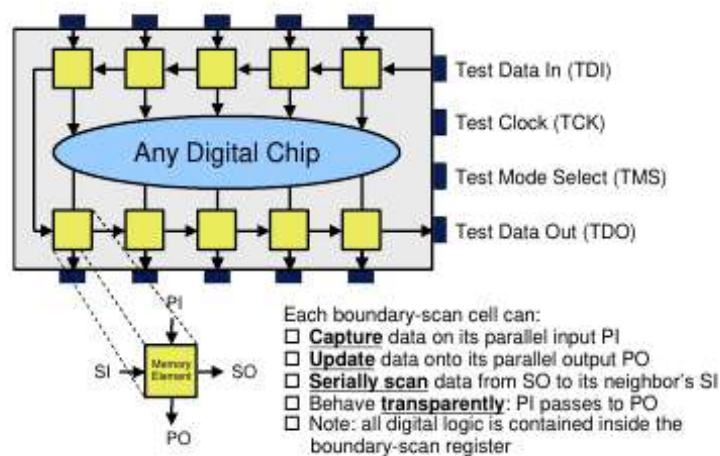 Test Data In (TDI)
Test Clock (TCK)
Any Digital Chip
Test Mode Select (TMS)
Test Data Out (TDO)
PI
SI
Memory
Element
SO
PO
Each boundary-scan cell can:
☐ Capture data on its parallel input PI
☐ Update data onto its parallel output PO
☐ Serially scan data from SO to its neighbor's SI
☐ Behave transparently: PI passes to PO
☐ Note: all digital logic is contained inside the
boundary-scan register